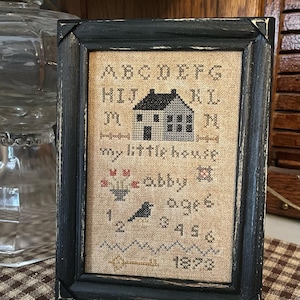 ABCDEFG
HIJ KL
M N
my little house
abby
age 6
1 2 3 4 5 6
1873